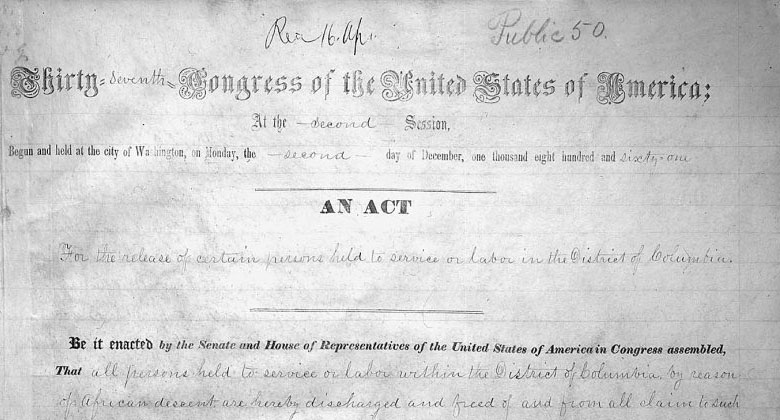 Rec 16. Ap.
Public 50.
Thirty-seventh Congress of the United States of America;
At the -second- Session,
Begun and held at the city of Washington, on Monday, the -second- day of December, one thousand eight hundred and sixty-one
AN ACT
For the release of certain persons held to service or labor in the District of Columbia.
Be it enacted by the Senate and House of Representatives of the United States of America in Congress assembled,
That all persons held to service or labor within the District of Columbia, by reason
of African descent are hereby discharged and freed of and from all claim to such